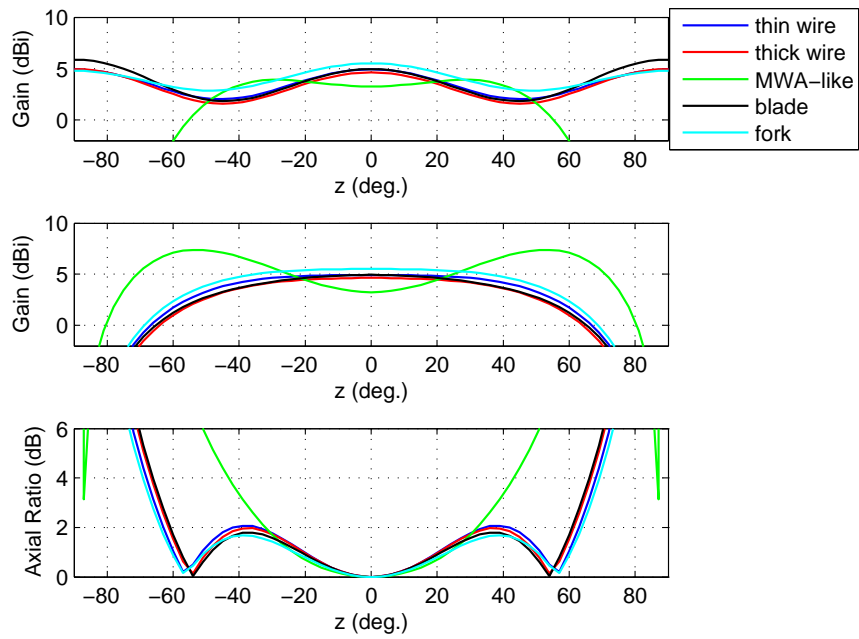 10
5
0
Gain (dBi)
−80 −60 −40 −20 0 20 40 60 80
z (deg.)
thin wire
thick wire
MWA−like
blade
fork
10
5
0
Gain (dBi)
−80 −60 −40 −20 0 20 40 60 80
z (deg.)
6
4
2
0
Axial Ratio (dB)
−80 −60 −40 −20 0 20 40 60 80
z (deg.)